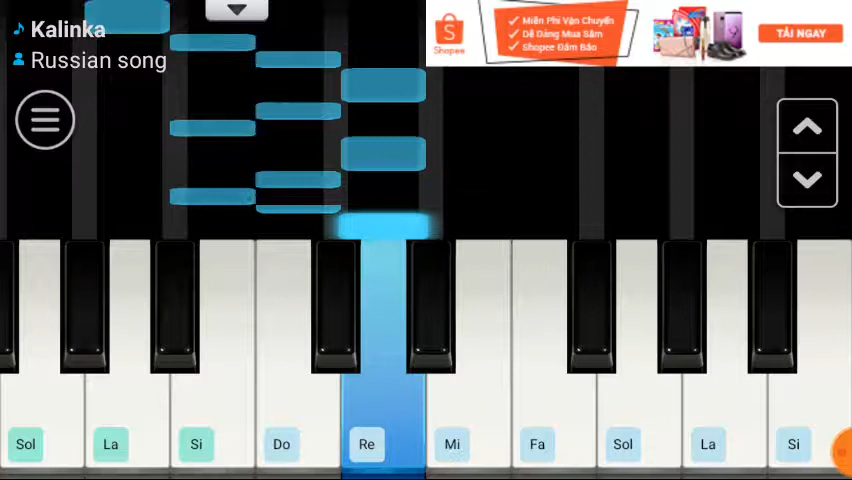 Kalinka
Russian song
Shopee
Miễn Phí Vận Chuyển
Dễ Dàng Mua Sắm
Shopee Đảm Bảo
TẢI NGAY
Sol
La
Si
Do
Re
Mi
Fa
Sol
La
Si